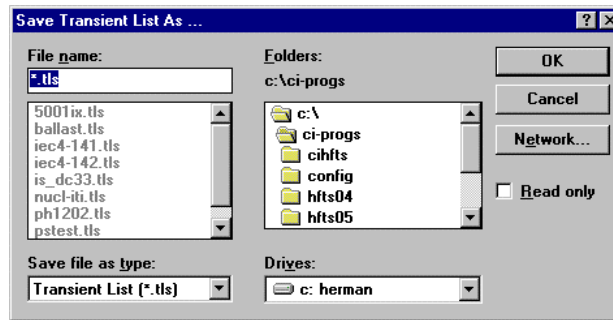 Save Transient List As ...
File name:
*.tls
5001ix.tls
ballast.tls
iec4-141.tls
iec4-142.tls
is_dc33.tls
nucl-iti.tls
ph1202.tls
pstest.tls
Save file as type:
Transient List (*.tls)
Folders:
c:\ci-progs
c:\
ci-progs
cihfts
config
hfts04
hfts05
Drives:
c: herman
OK
Cancel
Network...
Read only